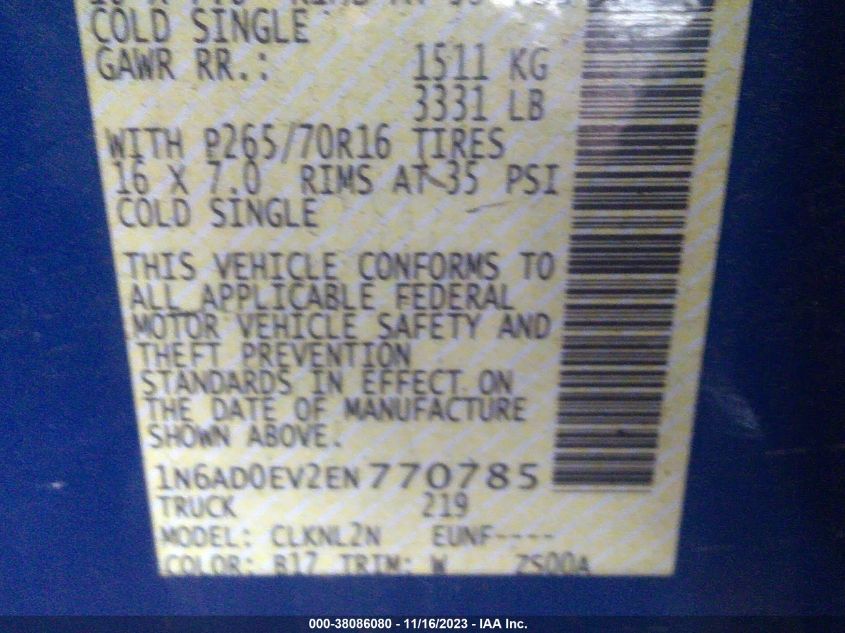 COLD SINGLE
GAWR RR.: 1511 KG
3331 LB
WITH P265/70R16 TIRES
16 X 7.0 RIMS AT 35 PSI
COLD SINGLE
THIS VEHICLE CONFORMS TO
ALL APPLICABLE FEDERAL
MOTOR VEHICLE SAFETY AND
THEFT PREVENTION
STANDARDS IN EFFECT ON
THE DATE OF MANUFACTURE
SHOWN ABOVE.
1N6AD0EV2EN770785
TRUCK 219
MODEL: CLKNL2N EUNF----
COLOR: B17 TRIM: W ZS00A
000-38086080 - 11/16/2023 - IAA Inc.